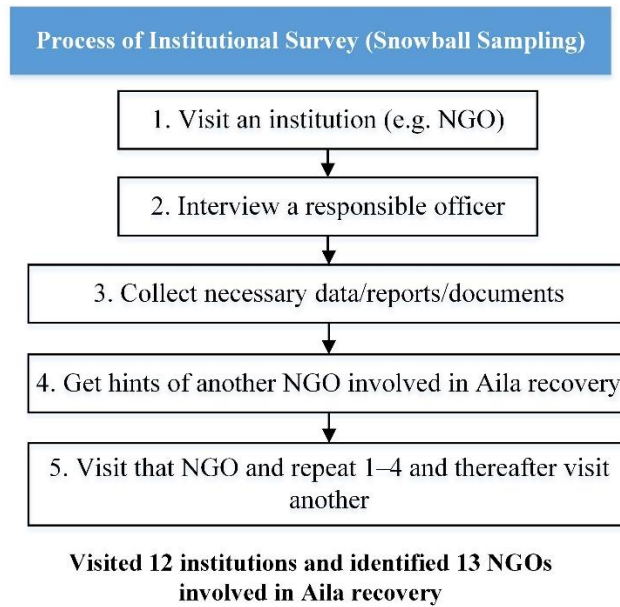 Process of Institutional Survey (Snowball Sampling)
1. Visit an institution (e.g. NGO)
2. Interview a responsible officer
3. Collect necessary data/reports/documents
4. Get hints of another NGO involved in Aila recovery
5. Visit that NGO and repeat 1–4 and thereafter visit
another
Visited 12 institutions and identified 13 NGOs
involved in Aila recovery